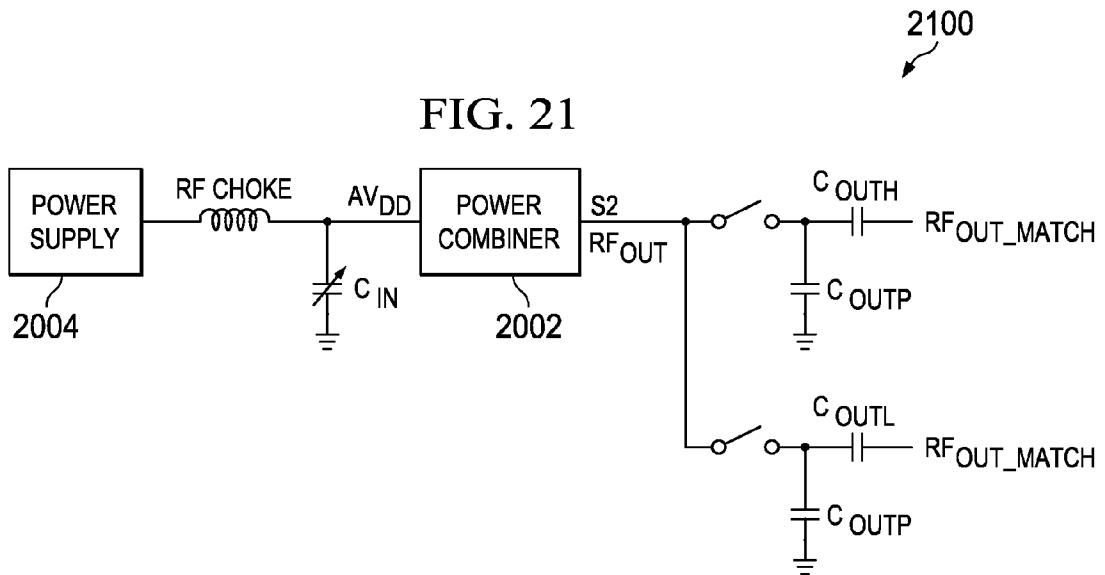 2100
FIG. 21
POWER
SUPPLY
2004
RF CHOKE
AVDD
CIN
POWER
COMBINER
2002
S2
RFOUT
COUTH
RFOUT_MATCH
COUTP
COUTL
RFOUT_MATCH
COUTP